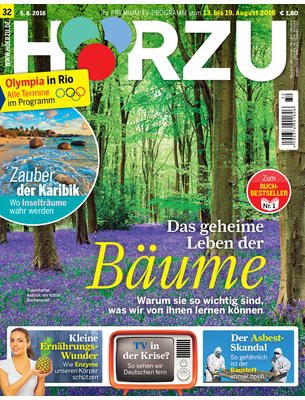 32
5.8.2016
WWW.HOERZU.DE
Ihr PREMIUM-TV-PROGRAMM vom 13. bis 19. August 2016
€ 1,80
HÖRZU
Olympia in Rio
Alle Termine
im Programm
Zauber
der Karibik
Wo Inselträume
wahr werden
Zum
BUCH-
BESTSELLER
Nr. 1
Das geheime
Leben der
Bäume
Warum sie so wichtig sind,
was wir von ihnen lernen können
Kleine
Ernährungs-
Wunder
Wie Enzyme
unseren Körper
schützen
TV in
der Krise?
So sehen wir
Deutschen fern
Der Asbest-
Skandal
So gefährlich
ist der
Baustoff
immer noch